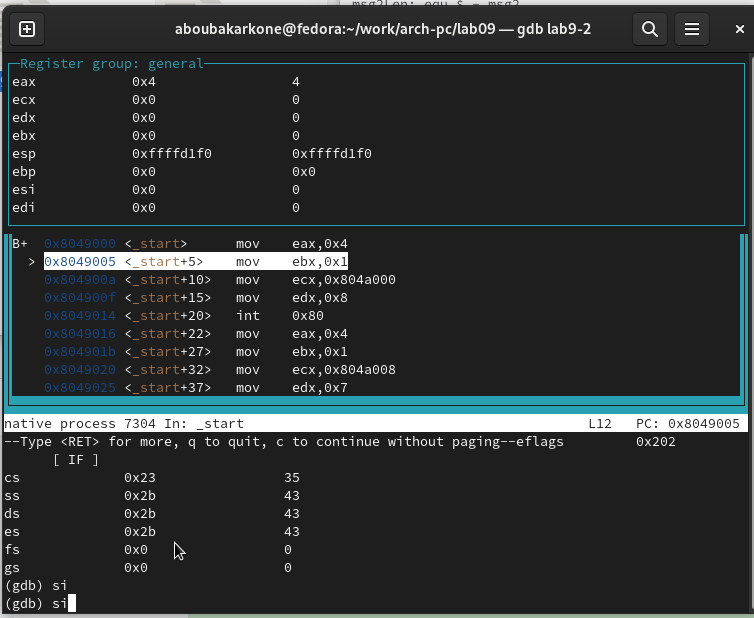 msg2Len: equ $ - msg2
aboubakarkone@fedora:~/work/arch-pc/lab09 — gdb lab9-2
Register group: general
eax 0x4 4
ecx 0x0 0
edx 0x0 0
ebx 0x0 0
esp 0xffffd1f0 0xffffd1f0
ebp 0x0 0x0
esi 0x0 0
edi 0x0 0
B+ 0x8049000 <_start> mov eax,0x4
> 0x8049005 <_start+5> mov ebx,0x1
0x804900a <_start+10> mov ecx,0x804a000
0x804900f <_start+15> mov edx,0x8
0x8049014 <_start+20> int 0x80
0x8049016 <_start+22> mov eax,0x4
0x804901b <_start+27> mov ebx,0x1
0x8049020 <_start+32> mov ecx,0x804a008
0x8049025 <_start+37> mov edx,0x7
native process 7304 In: _start L12 PC: 0x8049005
--Type <RET> for more, q to quit, c to continue without paging--eflags 0x202
[ IF ]
cs 0x23 35
ss 0x2b 43
ds 0x2b 43
es 0x2b 43
fs 0x0 0
gs 0x0 0
(gdb) si
(gdb) si